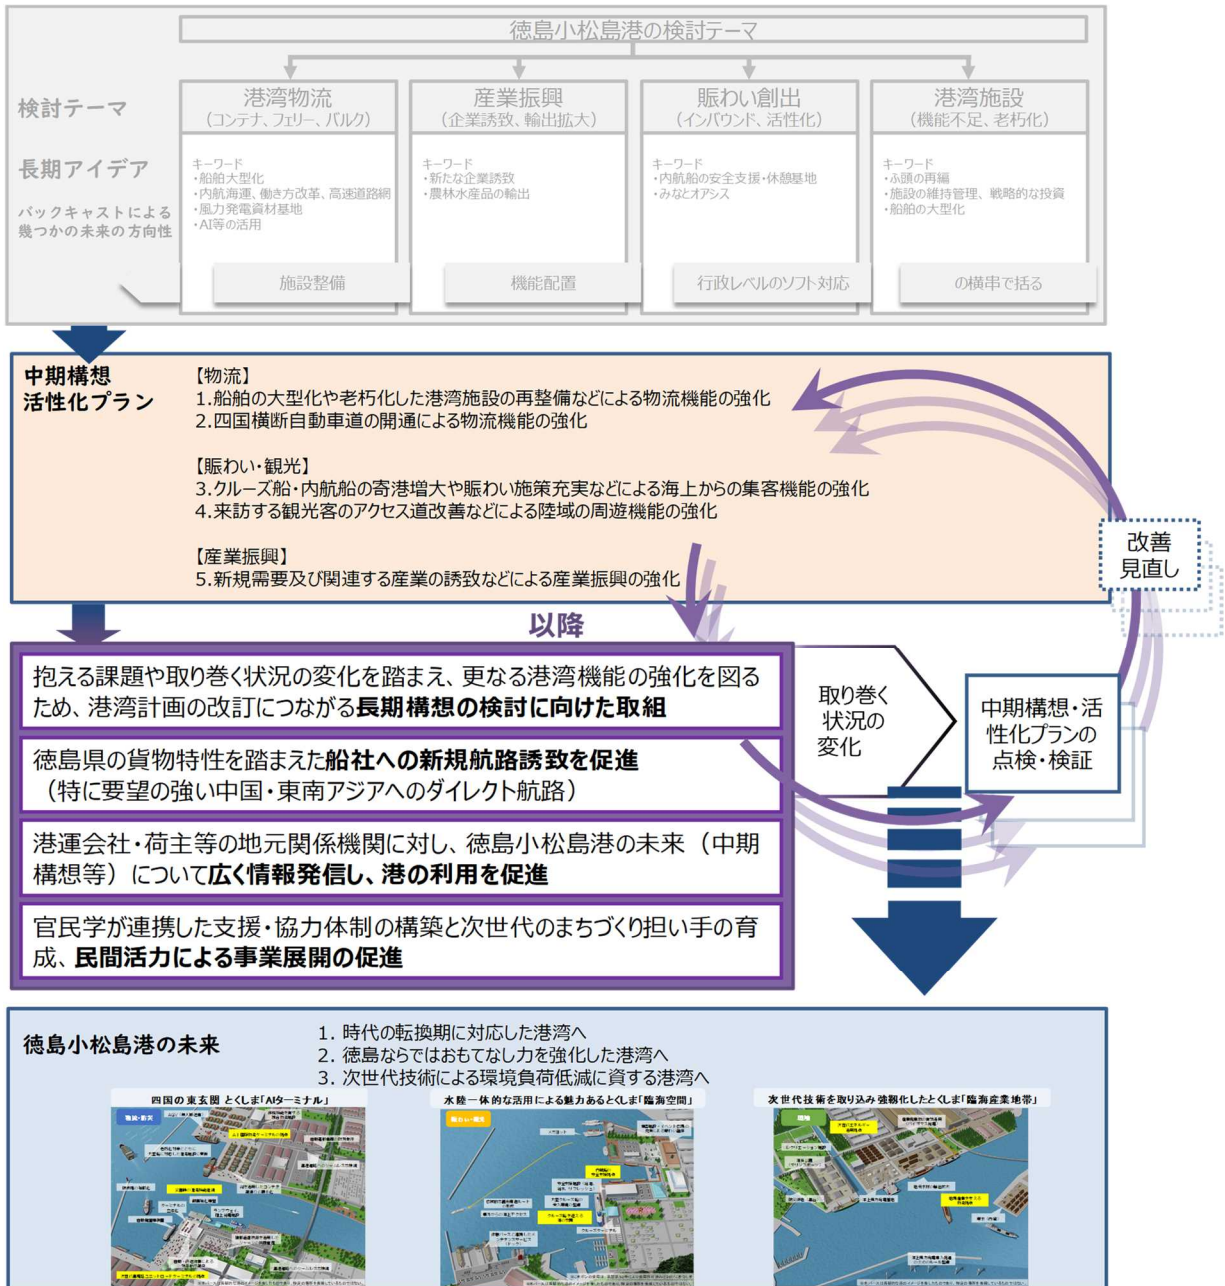 徳島小松島港の検討テーマ
検討テーマ
長期アイデア
バックキャストによる
幾つかの未来の方向性
港湾物流
(コンテナ、フェリー、バルク)
キーワード
・船舶大型化
・内航海運、働き方改革、高速道路網
・風力発電資材基地
・AI等の活用
施設整備
産業振興
(企業誘致、輸出拡大)
キーワード
・新たな企業誘致
・農林水産品の輸出
機能配置
賑わい創出
(インバウンド、活性化)
キーワード
・内航船の安全支援・休憩基地
・みなとオアシス
行政レベルのソフト対応
港湾施設
(機能不足、老朽化)
キーワード
・ふ頭の再編
・施設の維持管理、戦略的な投資
・船舶の大型化
の横串で括る
中期構想
活性化プラン
【物流】
1.船舶の大型化や老朽化した港湾施設の再整備などによる物流機能の強化
2.四国横断自動車道の開通による物流機能の強化
【賑わい・観光】
3.クルーズ船・内航船の寄港増大や賑わい施策充実などによる海上からの集客機能の強化
4.来訪する観光客のアクセス道改善などによる陸域の周遊機能の強化
【産業振興】
5.新規需要及び関連する産業の誘致などによる産業振興の強化
改善
見直し
以降
抱える課題や取り巻く状況の変化を踏まえ、更なる港湾機能の強化を図る
ため、港湾計画の改訂につながる長期構想の検討に向けた取組
徳島県の貨物特性を踏まえた船社への新規航路誘致を促進
（特に要望の強い中国・東南アジアへのダイレクト航路）
港運会社・荷主等の地元関係機関に対し、徳島小松島港の未来（中期
構想等）について広く情報発信し、港の利用を促進
官民学が連携した支援・協力体制の構築と次世代のまちづくり担い手の育
成、民間活力による事業展開の促進
取り巻く
状況の
変化
中期構想・活
性化プランの
点検・検証
徳島小松島港の未来
1. 時代の転換期に対応した港湾へ
2. 徳島ならではおもてなし力を強化した港湾へ
3. 次世代技術による環境負荷低減に資する港湾へ
四国の東玄関 とくしま「AIターミナル」
物流・防災
水陸一体的な活用による魅力あるとくしま「臨海空間」
賑わい・観光
次世代技術を取り込み強靱化したとくしま「臨海産業地帯」